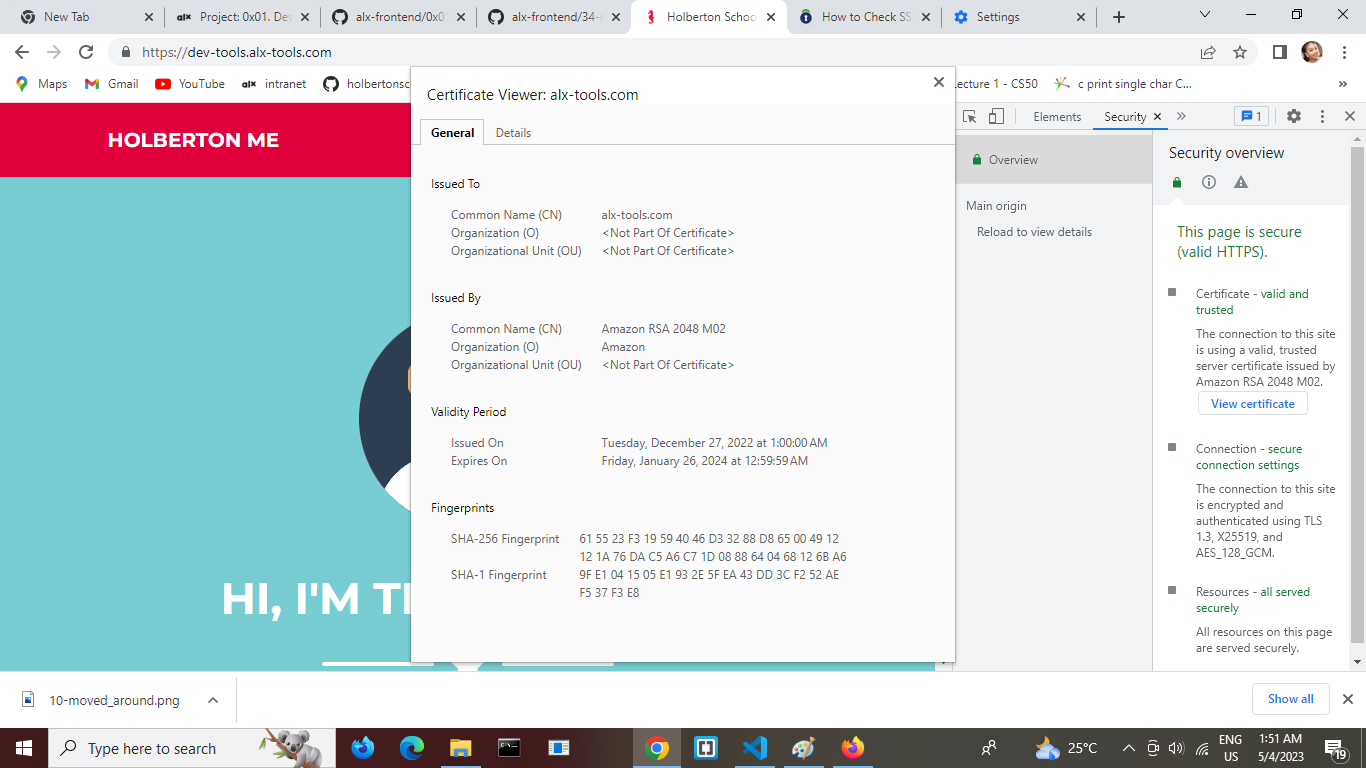 New Tab
Project: 0x01. Dev
alx-frontend/0x0
alx-frontend/34-s
Holberton Schoo
How to Check SS
Settings
https://dev-tools.alx-tools.com
Maps
Gmail
YouTube
alx intranet
holbertonsc
ecture 1 - CS50
c print single char C...
»
HOLBERTON ME
HI, I'M TI
Certificate Viewer: alx-tools.com
General
Details
Issued To
Common Name (CN) alx-tools.com
Organization (O) <Not Part Of Certificate>
Organizational Unit (OU) <Not Part Of Certificate>
Issued By
Common Name (CN) Amazon RSA 2048 M02
Organization (O) Amazon
Organizational Unit (OU) <Not Part Of Certificate>
Validity Period
Issued On Tuesday, December 27, 2022 at 1:00:00 AM
Expires On Friday, January 26, 2024 at 12:59:59 AM
Fingerprints
SHA-256 Fingerprint 61 55 23 F3 19 59 40 46 D3 32 88 D8 65 00 49 12
12 1A 76 DA C5 A6 C7 1D 08 88 64 04 68 12 6B A6
SHA-1 Fingerprint 9F E1 04 15 05 E1 93 2E 5F EA 43 DD 3C F2 52 AE
F5 37 F3 E8
Elements
Security
»
1
Overview
Main origin
Reload to view details
Security overview
This page is secure
(valid HTTPS).
Certificate - valid and
trusted
The connection to this site
is using a valid, trusted
server certificate issued by
Amazon RSA 2048 M02.
View certificate
Connection - secure
connection settings
The connection to this site
is encrypted and
authenticated using TLS
1.3, X25519, and
AES_128_GCM.
Resources - all served
securely
All resources on this page
are served securely.
10-moved_around.png
Show all
Type here to search
25°C
ENG
US
1:51 AM
5/4/2023
19